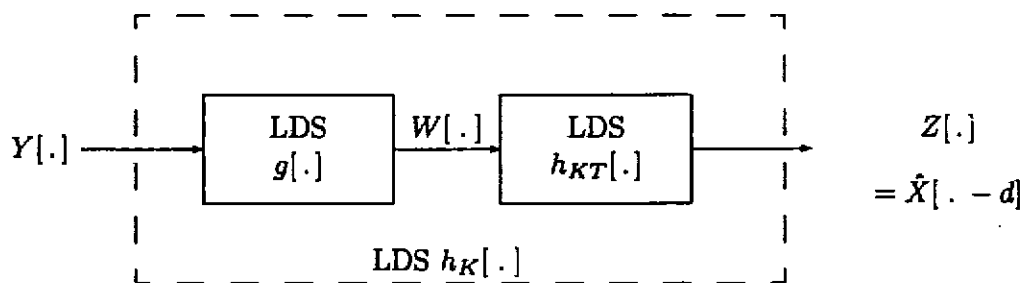 Y[.]
LDS
g[.]
W[.]
LDS
h_{KT}[.]
Z[.]
= X̂[. - d]
LDS h_K[.]